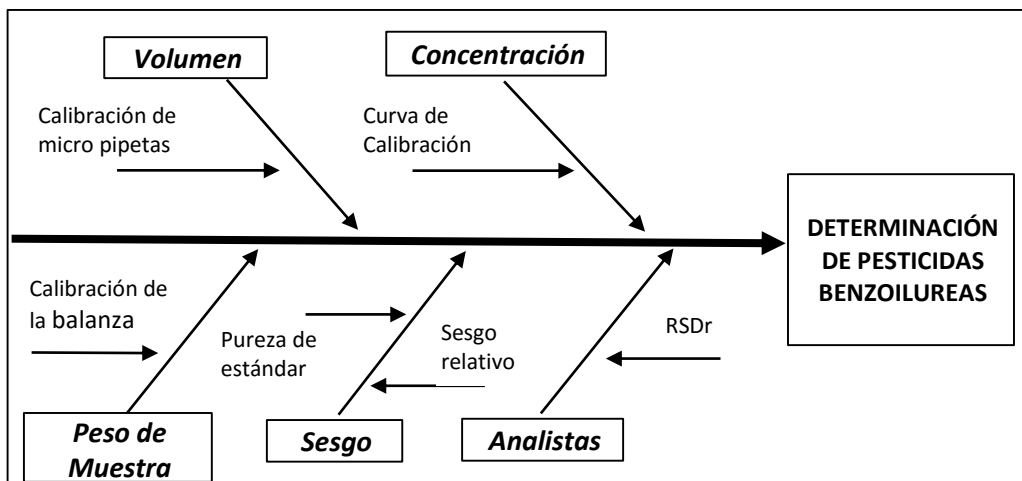 Volumen
Concentración
Calibración de
micro pipetas
Curva de
Calibración
DETERMINACIÓN
DE PESTICIDAS
BENZOILUREAS
Calibración de
la balanza
Pureza de
estándar
Sesgo
relativo
RSDr
Peso de
Muestra
Sesgo
Analistas